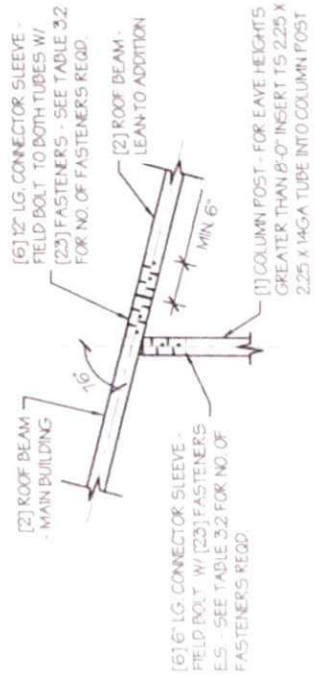 [6] 12" LG. CONNECTOR SLEEVE -
FIELD BOLT TO BOTH TUBES W/
[23] FASTENERS - SEE TABLE 3.2
FOR NO. OF FASTENERS REQD.
[2] ROOF BEAM
- MAIN BUILDING
[2] ROOF BEAM -
LEAN-TO ADDITION
76°
MIN. 6"
[6] 6" LG. CONNECTOR SLEEVE -
FIELD BOLT W/ [23] FASTENERS
E.S. - SEE TABLE 3.2 FOR NO. OF
FASTENERS REQD.
[1] COLUMN POST - FOR EAVE HEIGHTS
GREATER THAN 8'-0" INSERT TS 2.25 X
2.25 X 14GA TUBE INTO COLUMN POST